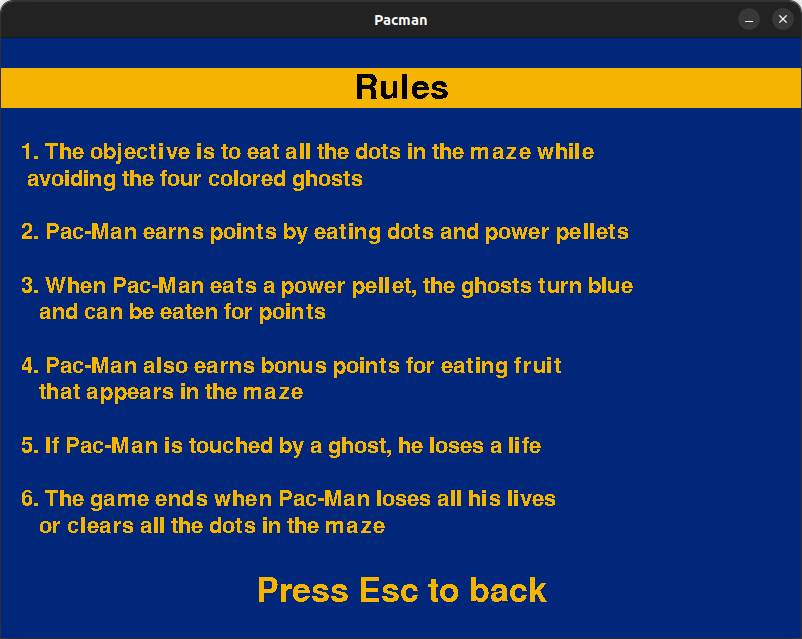 Pacman
Rules
1. The objective is to eat all the dots in the maze while
avoiding the four colored ghosts
2. Pac-Man earns points by eating dots and power pellets
3. When Pac-Man eats a power pellet, the ghosts turn blue
and can be eaten for points
4. Pac-Man also earns bonus points for eating fruit
that appears in the maze
5. If Pac-Man is touched by a ghost, he loses a life
6. The game ends when Pac-Man loses all his lives
or clears all the dots in the maze
Press Esc to back